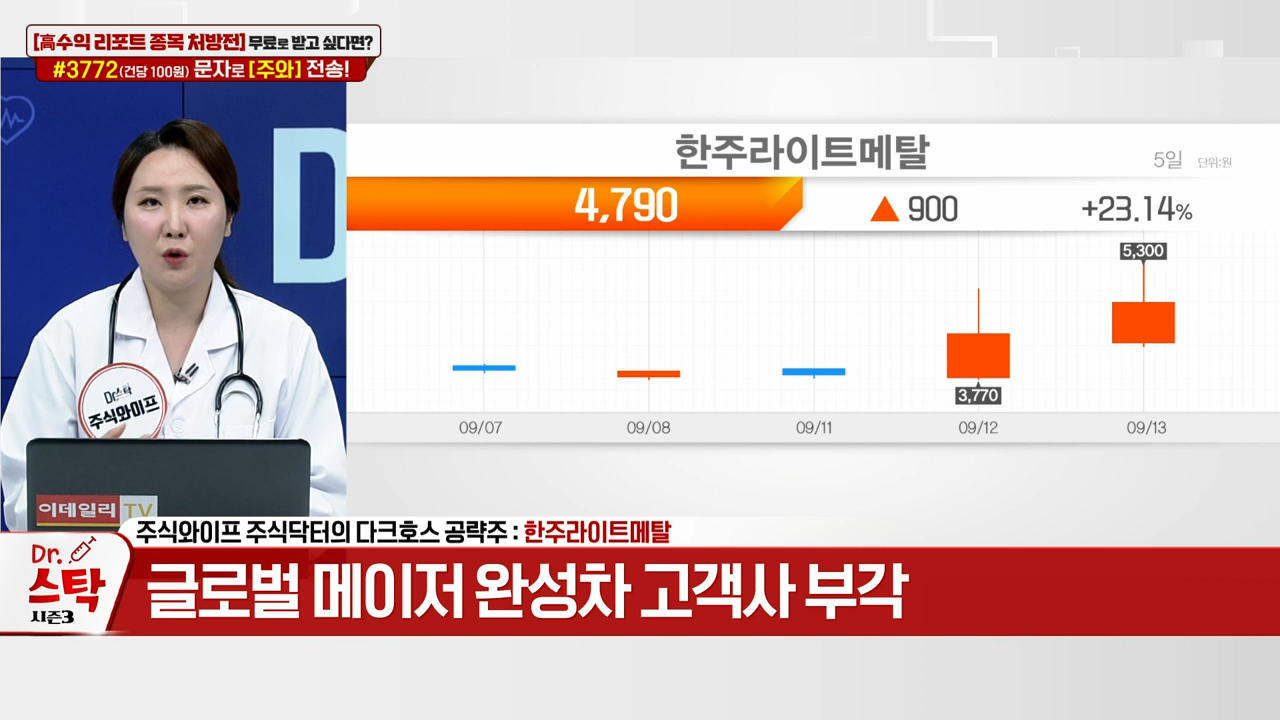 [高수익 리포트 종목 처방전] 무료로 받고 싶다면?
#3772(건당 100원) 문자로 [주와] 전송!
D
한주라이트메탈
5일 단위:원
4,790 ▲ 900 +23.14%
5,300
3,770
09/07 09/08 09/11 09/12 09/13
Dr.스탁
주식와이프
이데일리 TV
주식와이프 주식닥터의 다크호스 공략주 : 한주라이트메탈
Dr.
스탁
시즌3
글로벌 메이저 완성차 고객사 부각